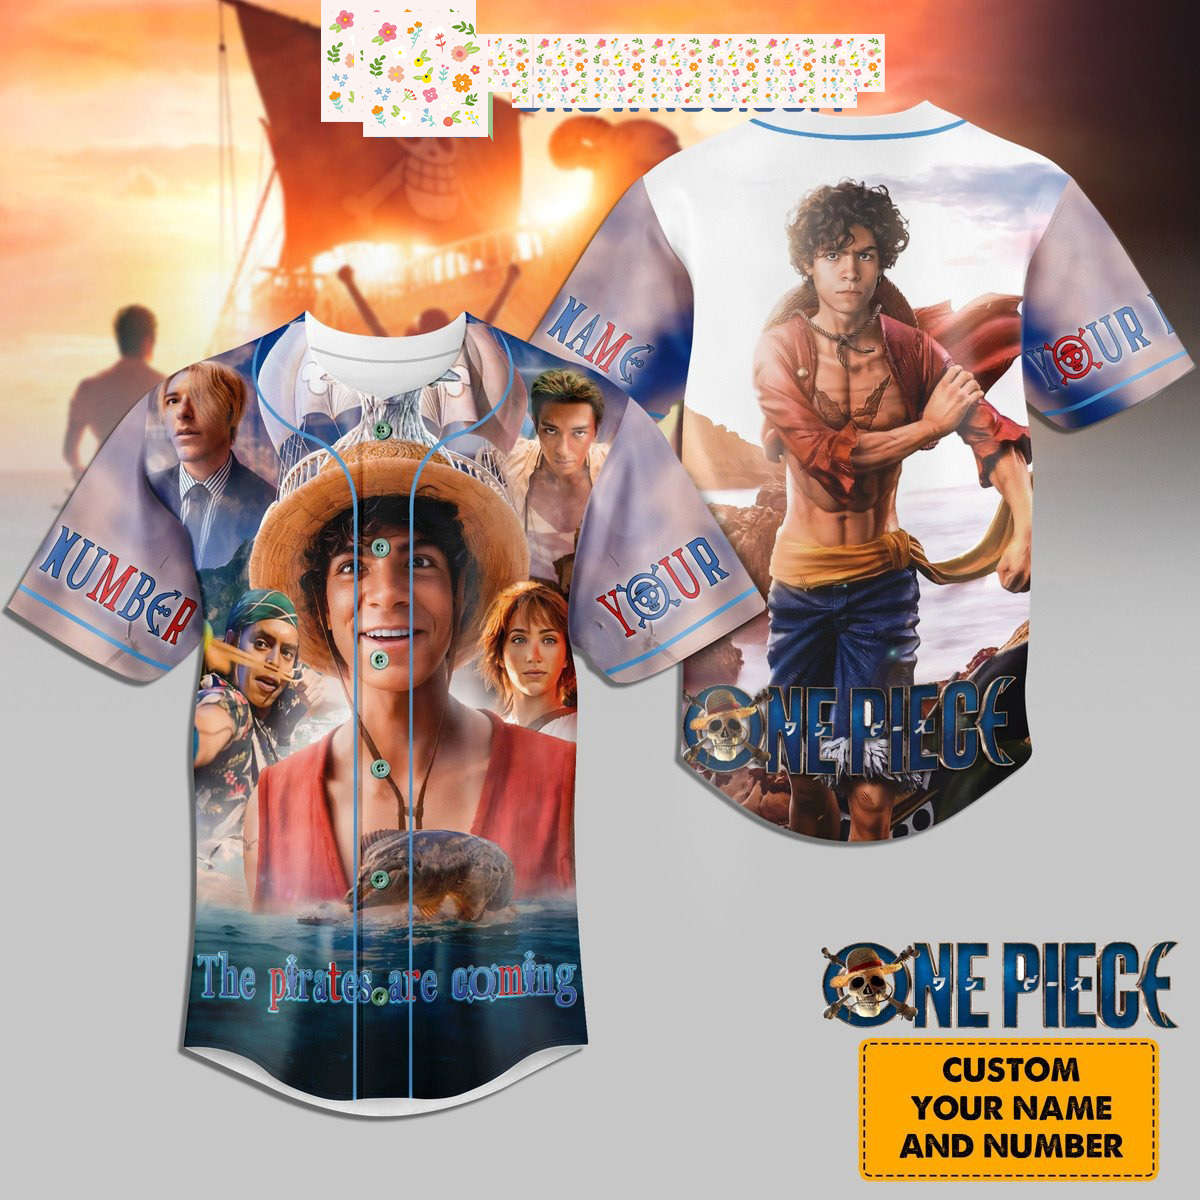 NAME
YOUR
NUMBER
YOUR
ONE PIECE
ワンピース
The pirates are coming
ONE PIECE
ワンピース
CUSTOM
YOUR NAME
AND NUMBER